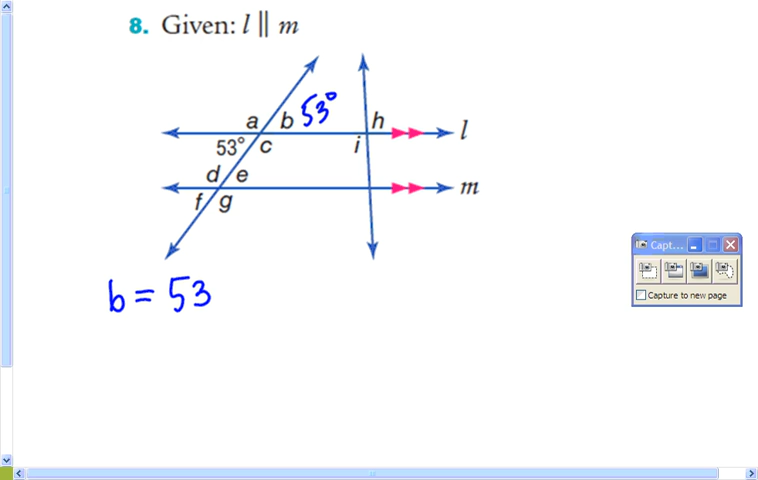 8. Given: l || m
a b 53°
h
l
53° c
i
d e
m
f g
b = 53
Capt...
Capture to new page